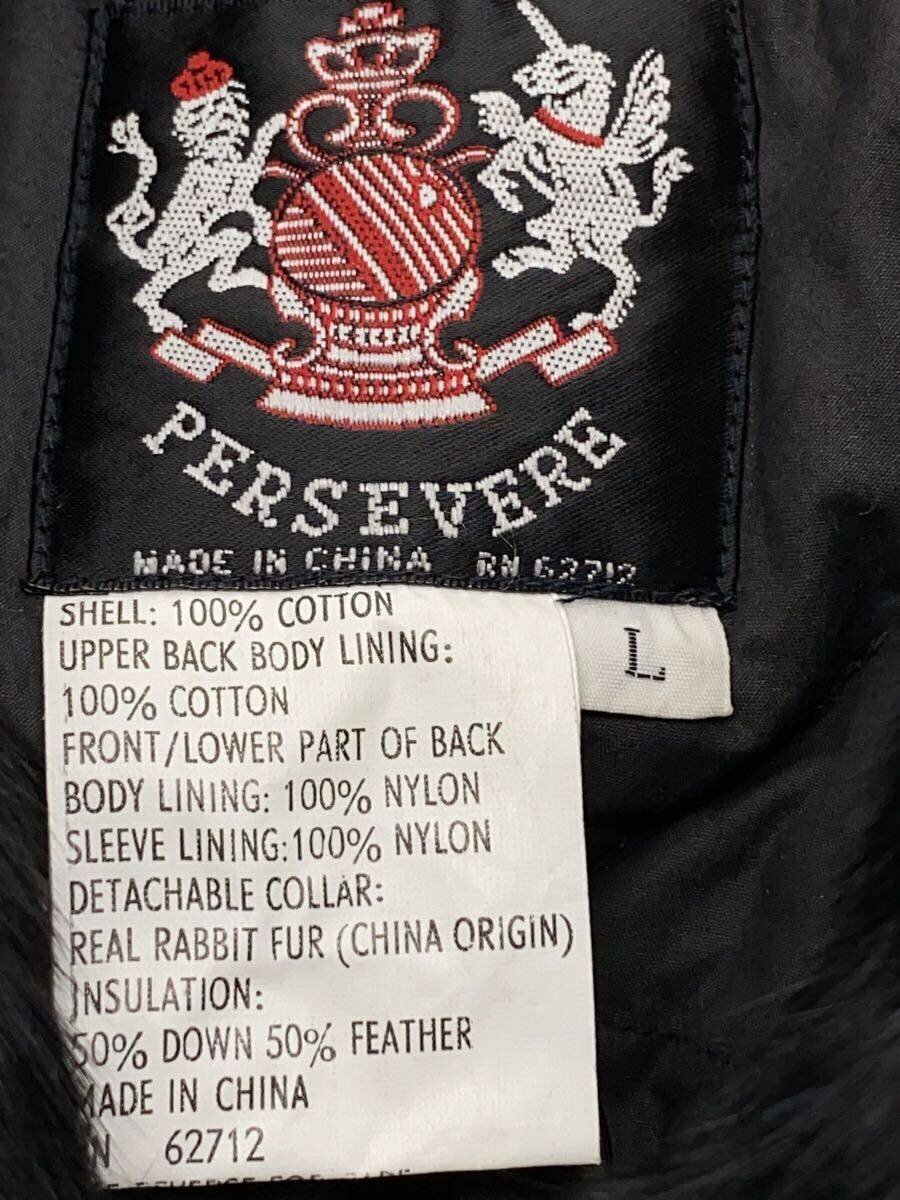 PERSEVERE
MADE IN CHINA RN 62712
L
SHELL: 100% COTTON
UPPER BACK BODY LINING:
100% COTTON
FRONT/LOWER PART OF BACK
BODY LINING: 100% NYLON
SLEEVE LINING:100% NYLON
DETACHABLE COLLAR:
REAL RABBIT FUR (CHINA ORIGIN)
INSULATION:
50% DOWN 50% FEATHER
MADE IN CHINA
N 62712